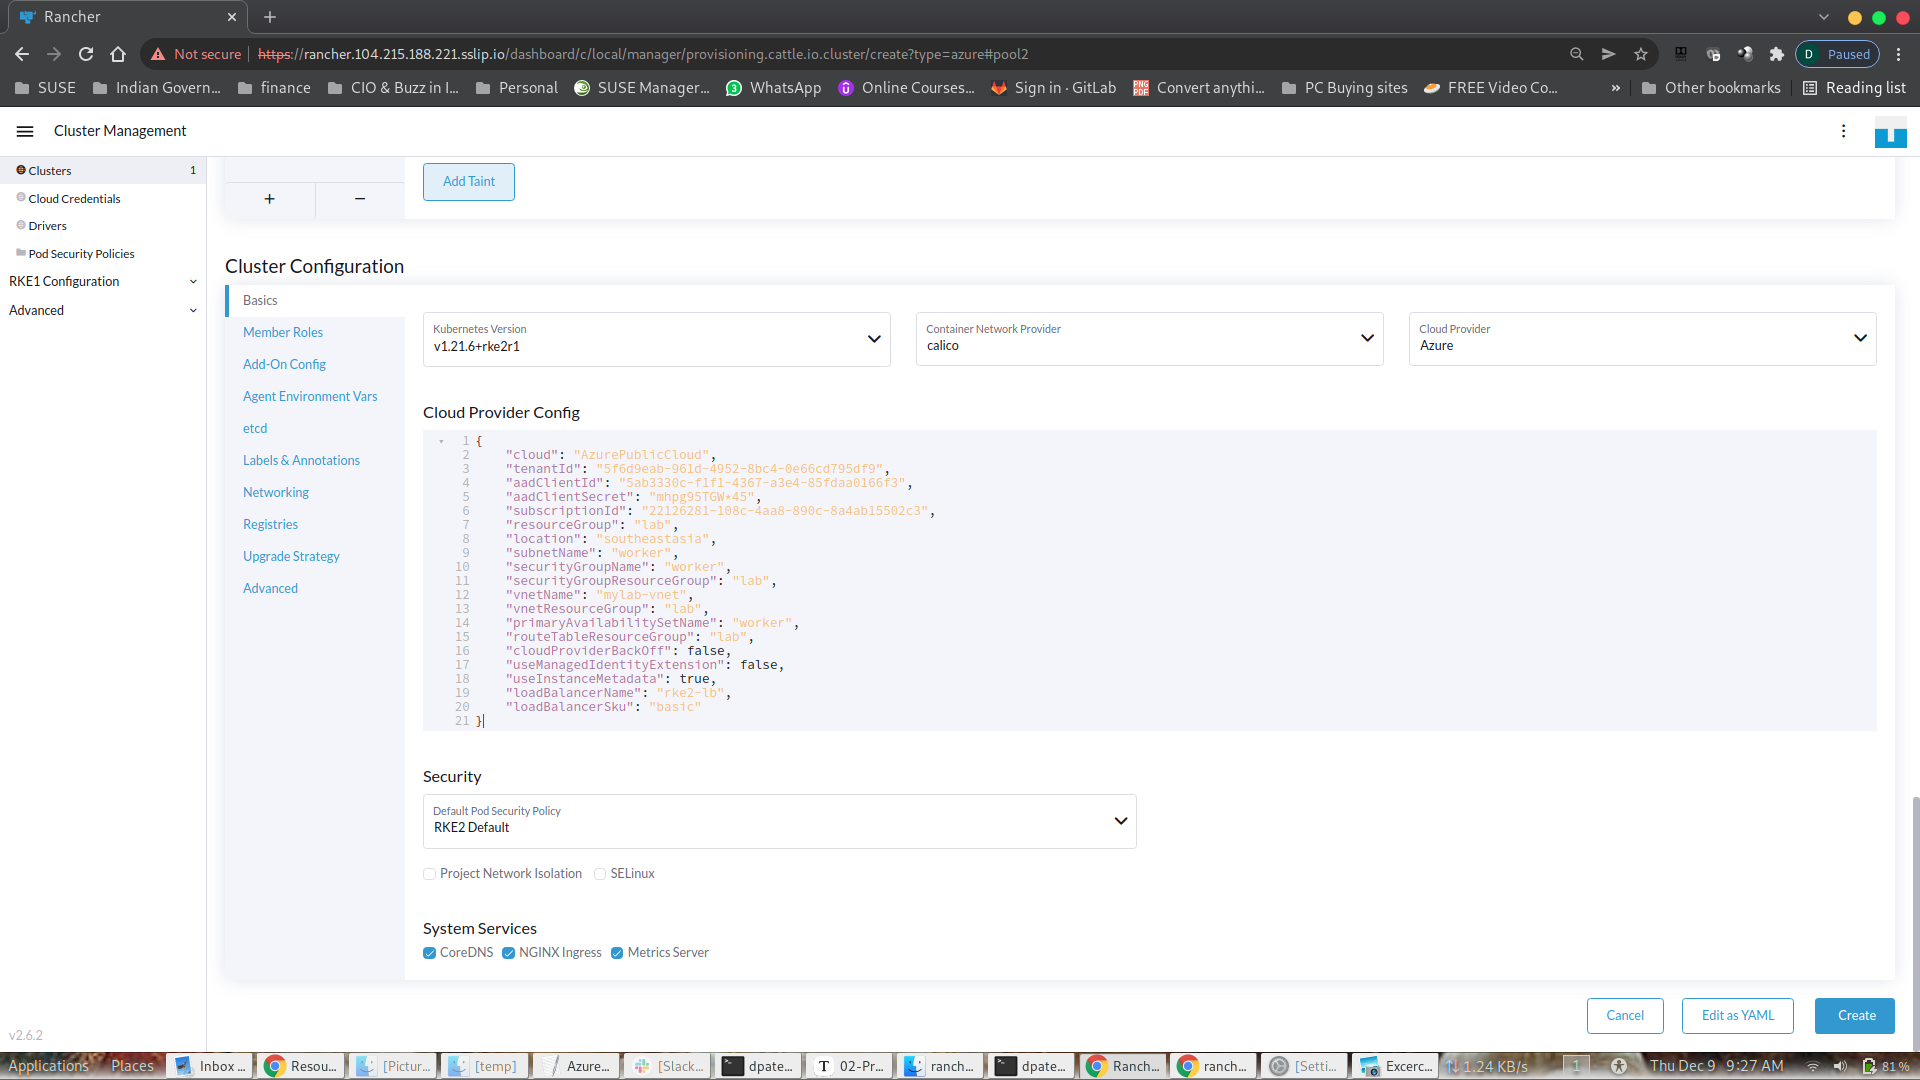 Rancher
Not secure https://rancher.104.215.188.221.sslip.io/dashboard/c/local/manager/provisioning.cattle.io.cluster/create?type=azure#pool2
D Paused
SUSE Indian Govern... finance CIO & Buzz in I... Personal SUSE Manager... WhatsApp Online Courses... Sign in · GitLab Convert anythi... PC Buying sites FREE Video Co... » Other bookmarks Reading list
Cluster Management
Clusters 1
Cloud Credentials
Drivers
Pod Security Policies
RKE1 Configuration
Advanced
v2.6.2
+ −
Add Taint
Cluster Configuration
Basics
Member Roles
Add-On Config
Agent Environment Vars
etcd
Labels & Annotations
Networking
Registries
Upgrade Strategy
Advanced
Kubernetes Version
v1.21.6+rke2r1
Container Network Provider
calico
Cloud Provider
Azure
Cloud Provider Config
1 {
2 "cloud": "AzurePublicCloud",
3 "tenantId": "5f6d9eab-961d-4952-8bc4-0e66cd795df9",
4 "aadClientId": "5ab3330c-f1f1-4367-a3e4-85fdaa0166f3",
5 "aadClientSecret": "mhpg95TGW*45",
6 "subscriptionId": "22126281-108c-4aa8-890c-8a4ab15502c3",
7 "resourceGroup": "lab",
8 "location": "southeastasia",
9 "subnetName": "worker",
10 "securityGroupName": "worker",
11 "securityGroupResourceGroup": "lab",
12 "vnetName": "mylab-vnet",
13 "vnetResourceGroup": "lab",
14 "primaryAvailabilitySetName": "worker",
15 "routeTableResourceGroup": "lab",
16 "cloudProviderBackOff": false,
17 "useManagedIdentityExtension": false,
18 "useInstanceMetadata": true,
19 "loadBalancerName": "rke2-lb",
20 "loadBalancerSku": "basic"
21 }
Security
Default Pod Security Policy
RKE2 Default
Project Network Isolation SELinux
System Services
CoreDNS NGINX Ingress Metrics Server
Cancel Edit as YAML Create
Applications Places Inbox ... Resou... [Pictur... [temp] Azure... [Slack... dpate... T 02-Pr... ranch... dpate... Ranch... ranch... [Setti... Excerc... 1.24 KB/s 1 Thu Dec 9 9:27 AM 81 %